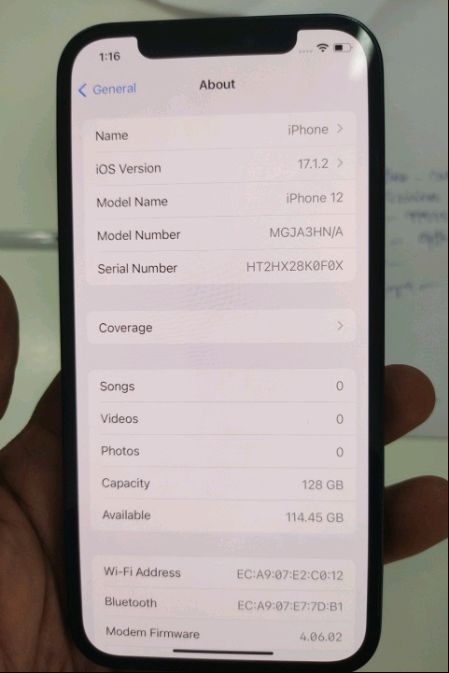 1:16
General
About
Name iPhone
iOS Version 17.1.2
Model Name iPhone 12
Model Number MGJA3HN/A
Serial Number HT2HX28K0F0X
Coverage
Songs 0
Videos 0
Photos 0
Capacity 128 GB
Available 114.45 GB
Wi-Fi Address EC:A9:07:E2:C0:12
Bluetooth EC:A9:07:E7:7D:B1
Modem Firmware 4.06.02